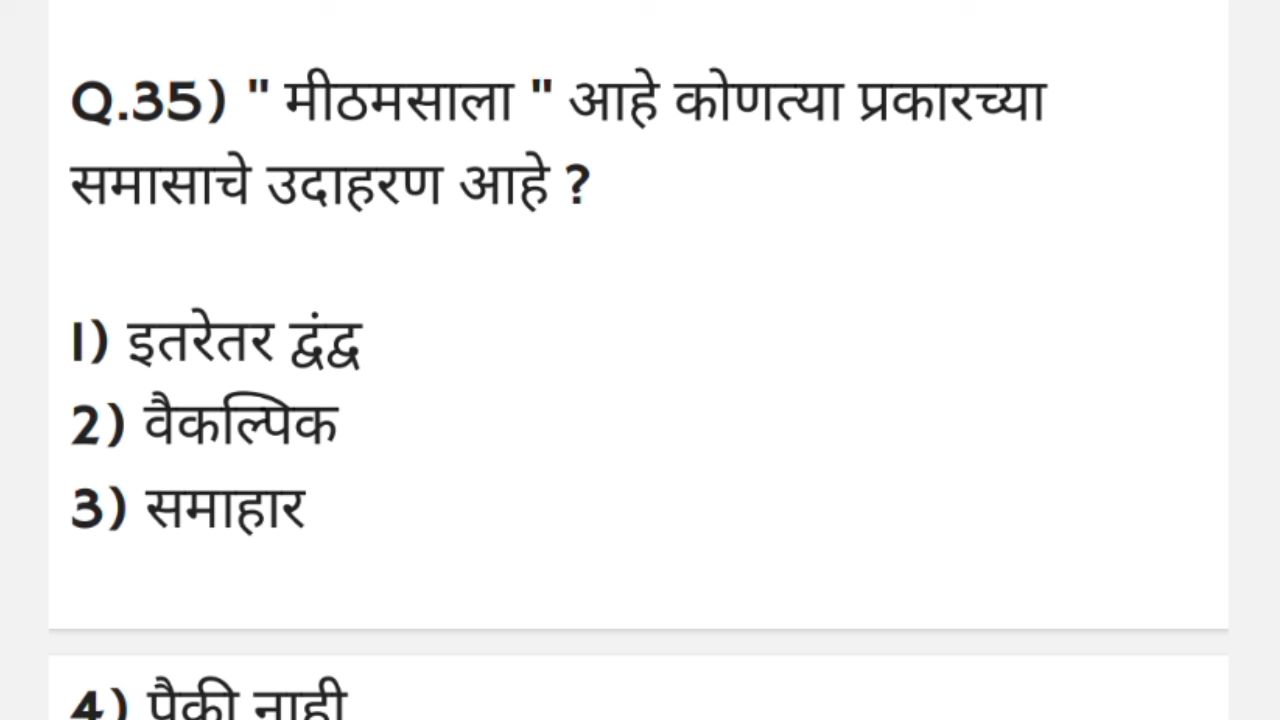 Q.35) " मीठमसाला " आहे कोणत्या प्रकारच्या
समासाचे उदाहरण आहे ?
1) इतरेतर द्वंद्व
2) वैकल्पिक
3) समाहार
4) पैकी नाही